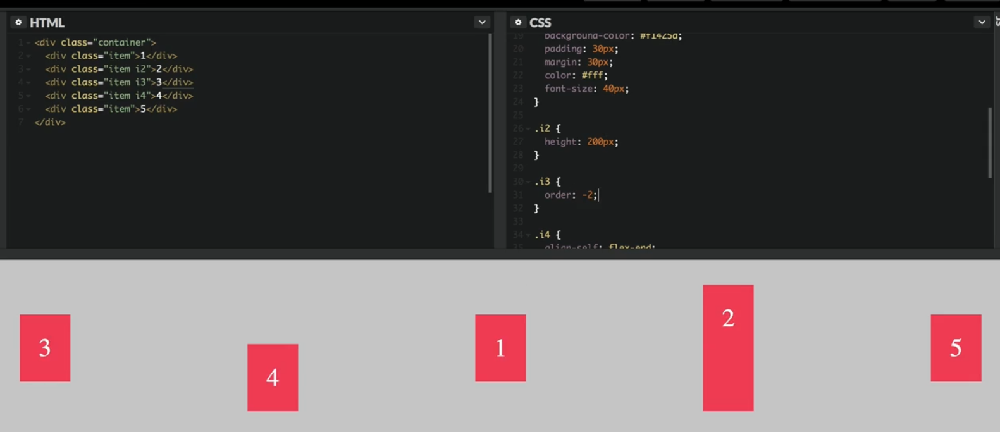 HTML
1 <div class="container">
2 <div class="item">1</div>
3 <div class="item i2">2</div>
4 <div class="item i3">3</div>
5 <div class="item i4">4</div>
6 <div class="item">5</div>
7 </div>
CSS
19 background-color: #f1425d;
20 padding: 30px;
21 margin: 30px;
22 color: #fff;
23 font-size: 40px;
24 }
25
26 .i2 {
27 height: 200px;
28 }
29
30 .i3 {
31 order: -2;
32 }
33
34 .i4 {
35 align-self: flex-end;
3
4
1
2
5